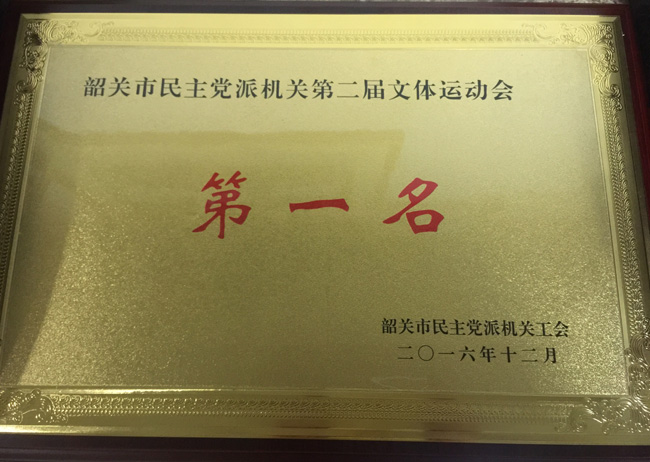 韶关市民主党派机关第二届文体运动会
第一名
韶关市民主党派机关工会
二〇一六年十二月